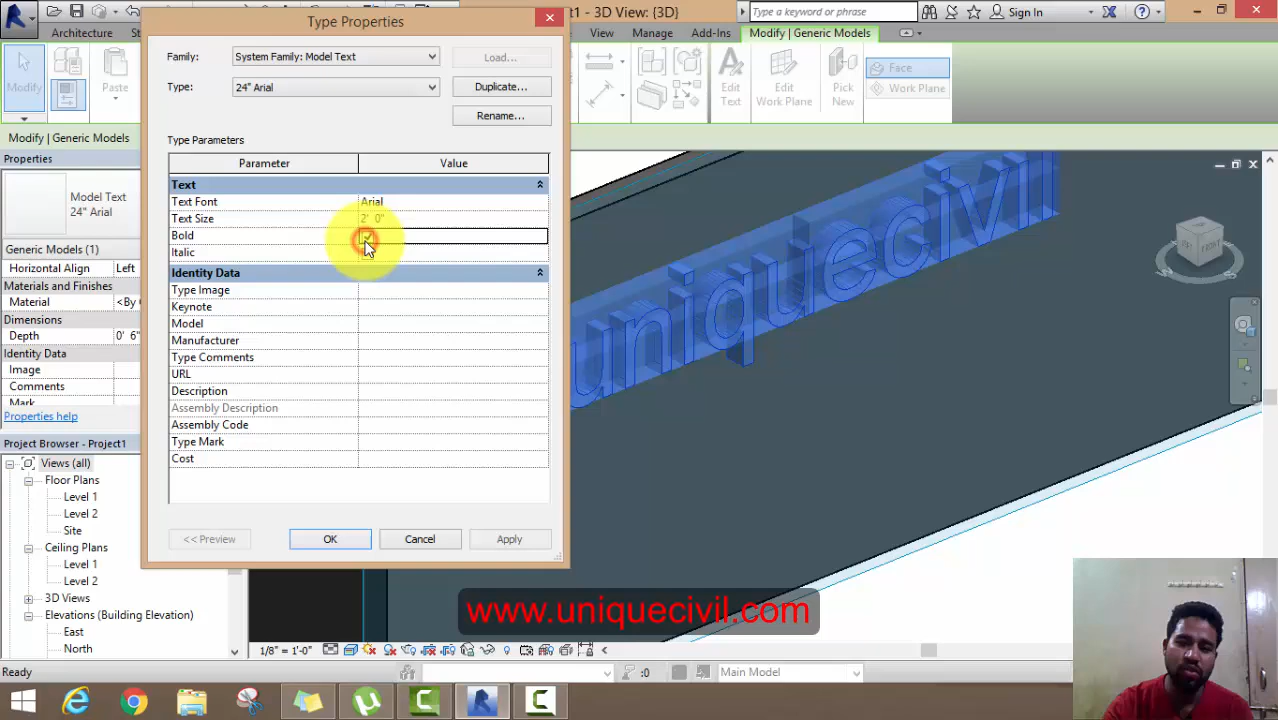 Type Properties
t1 - 3D View: {3D}
Type a keyword or phrase
Sign In
Architecture
View
Manage
Add-Ins
Modify | Generic Models
Modify
Paste
Edit Text
Edit Work Plane
Pick New
Face
Work Plane
Modify | Generic Models
Family:
System Family: Model Text
Load...
Type:
24" Arial
Duplicate...
Rename...
Type Parameters
Parameter
Value
Text
Text Font
Arial
Text Size
2' 0"
Bold
Italic
Identity Data
Type Image
Keynote
Model
Manufacturer
Type Comments
URL
Description
Assembly Description
Assembly Code
Type Mark
Cost
<< Preview
OK
Cancel
Apply
Properties
Model Text
24" Arial
Generic Models (1)
Horizontal Align
Left
Materials and Finishes
Material
<By
Dimensions
Depth
0' 6"
Identity Data
Image
Comments
Mark
Properties help
Project Browser - Project1
Views (all)
Floor Plans
Level 1
Level 2
Site
Ceiling Plans
Level 1
Level 2
3D Views
Elevations (Building Elevation)
East
North
uniquecivil
FRONT
www.uniquecivil.com
1/8" = 1'-0"
Ready
:0
Main Model